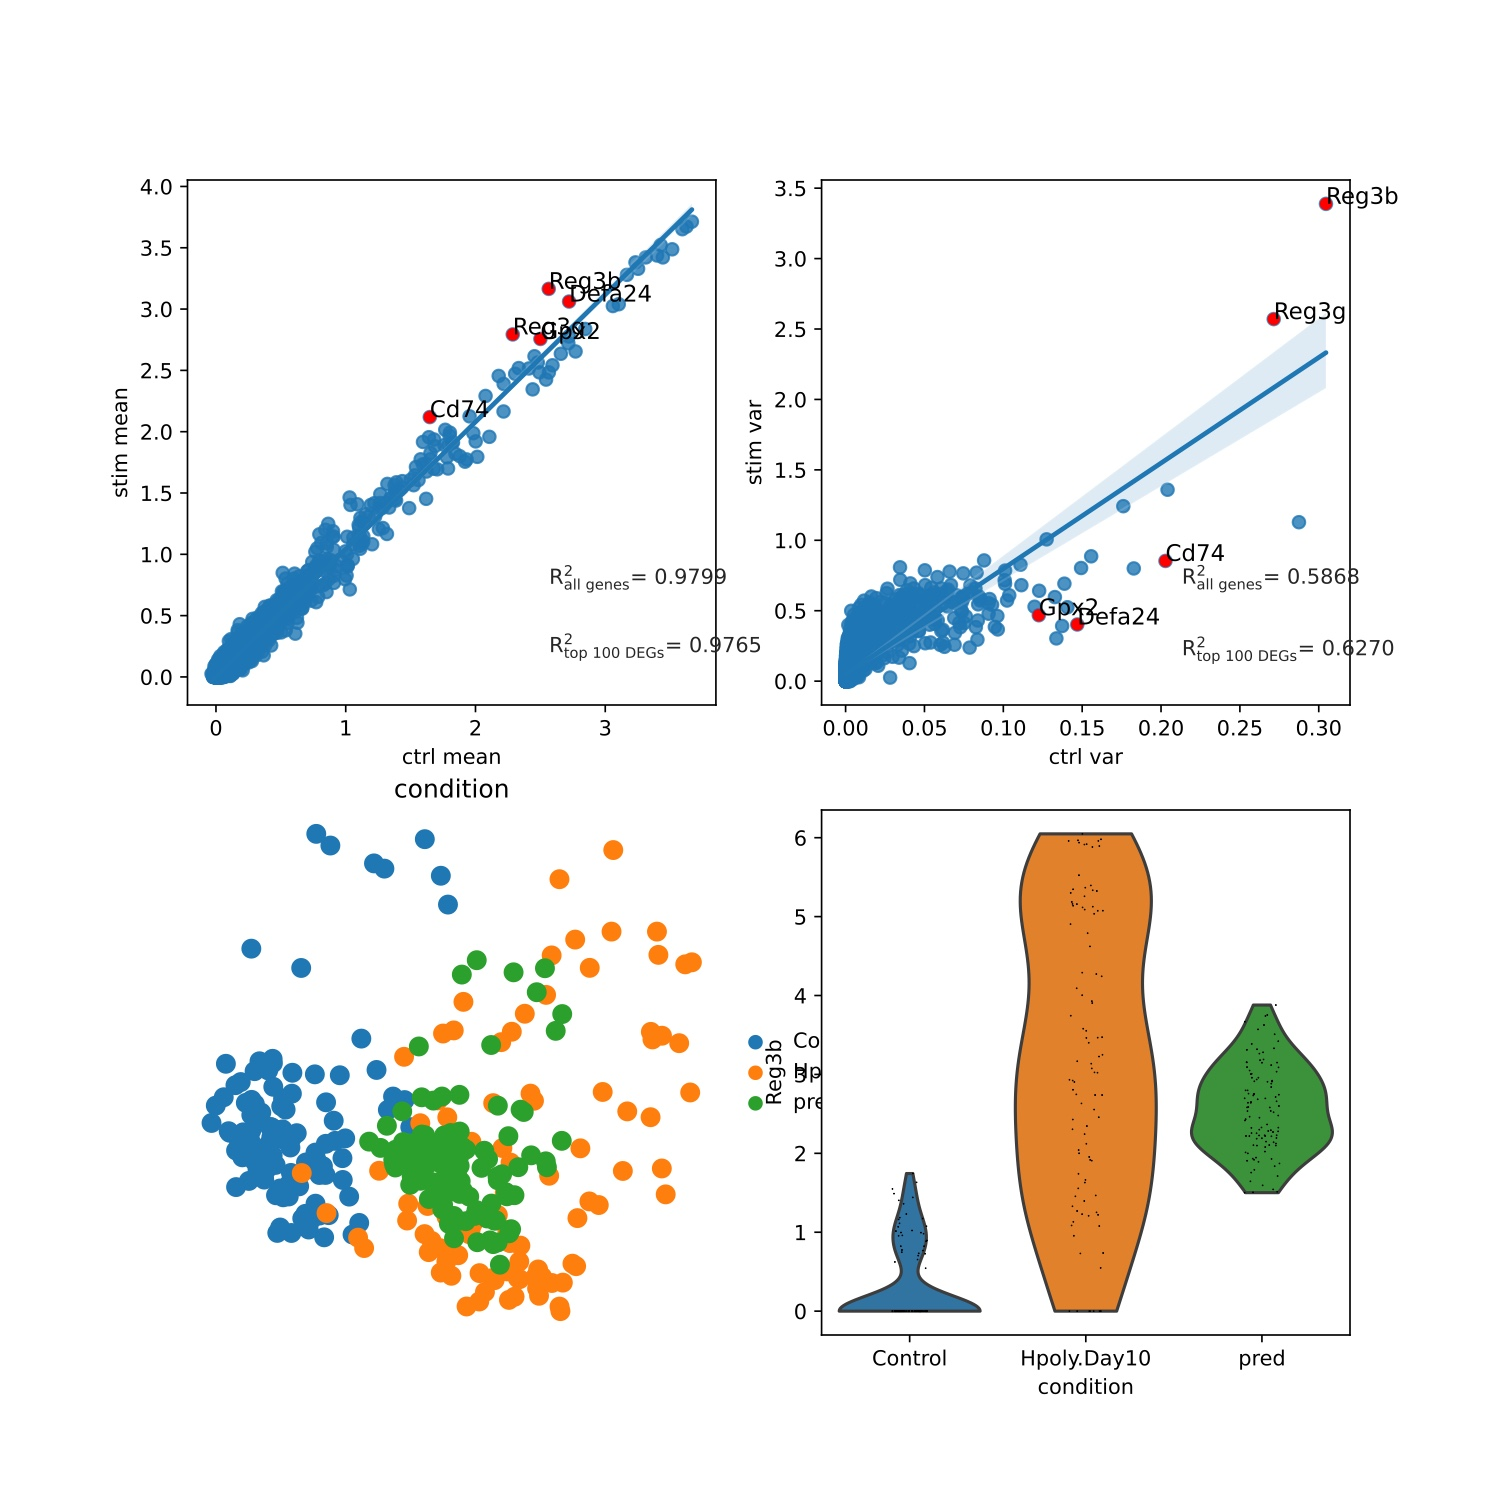 4.0
3.5
3.0
2.5
2.0
1.5
1.0
0.5
0.0
stim mean
Reg3b
Defa24
Reg3g
Gpx2
Cd74
R2all genes= 0.9799
R2top 100 DEGs= 0.9765
0 1 2 3
ctrl mean
3.5
3.0
2.5
2.0
1.5
1.0
0.5
0.0
stim var
Reg3b
Reg3g
Cd74
Gpx2
Defa24
R2all genes= 0.5868
R2top 100 DEGs= 0.6270
0.00 0.05 0.10 0.15 0.20 0.25 0.30
ctrl var
condition
Co
Hp
pre
Reg3b
6
5
4
3
2
1
0
Control Hpoly.Day10 pred
condition